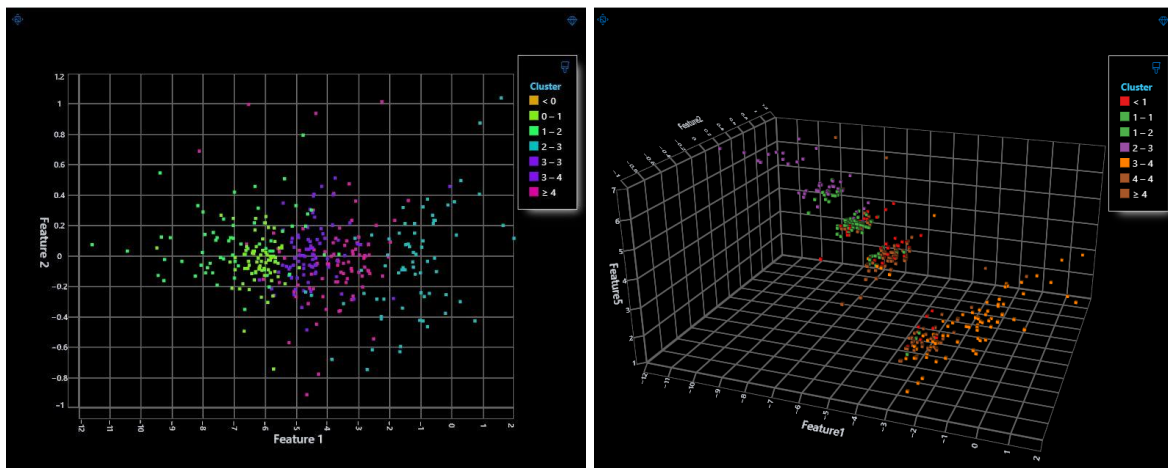 1.2
1
0.8
0.6
0.4
0.2
0
−0.2
−0.4
−0.6
−0.8
−1
Feature 2
−12 −11 −10 −9 −8 −7 −6 −5 −4 −3 −2 −1 0 1 2
Feature 1
Cluster
< 0
0 – 1
1 – 2
2 – 3
3 – 3
3 – 4
≥ 4
Feature2
7
6
5
4
3
2
1
Feature5
−12 −11 −10 −9 −8 −7 −6 −5 −4 −3 −2 −1 0 1 2
Feature1
Cluster
< 1
1 – 1
1 – 2
2 – 3
3 – 4
4 – 4
≥ 4